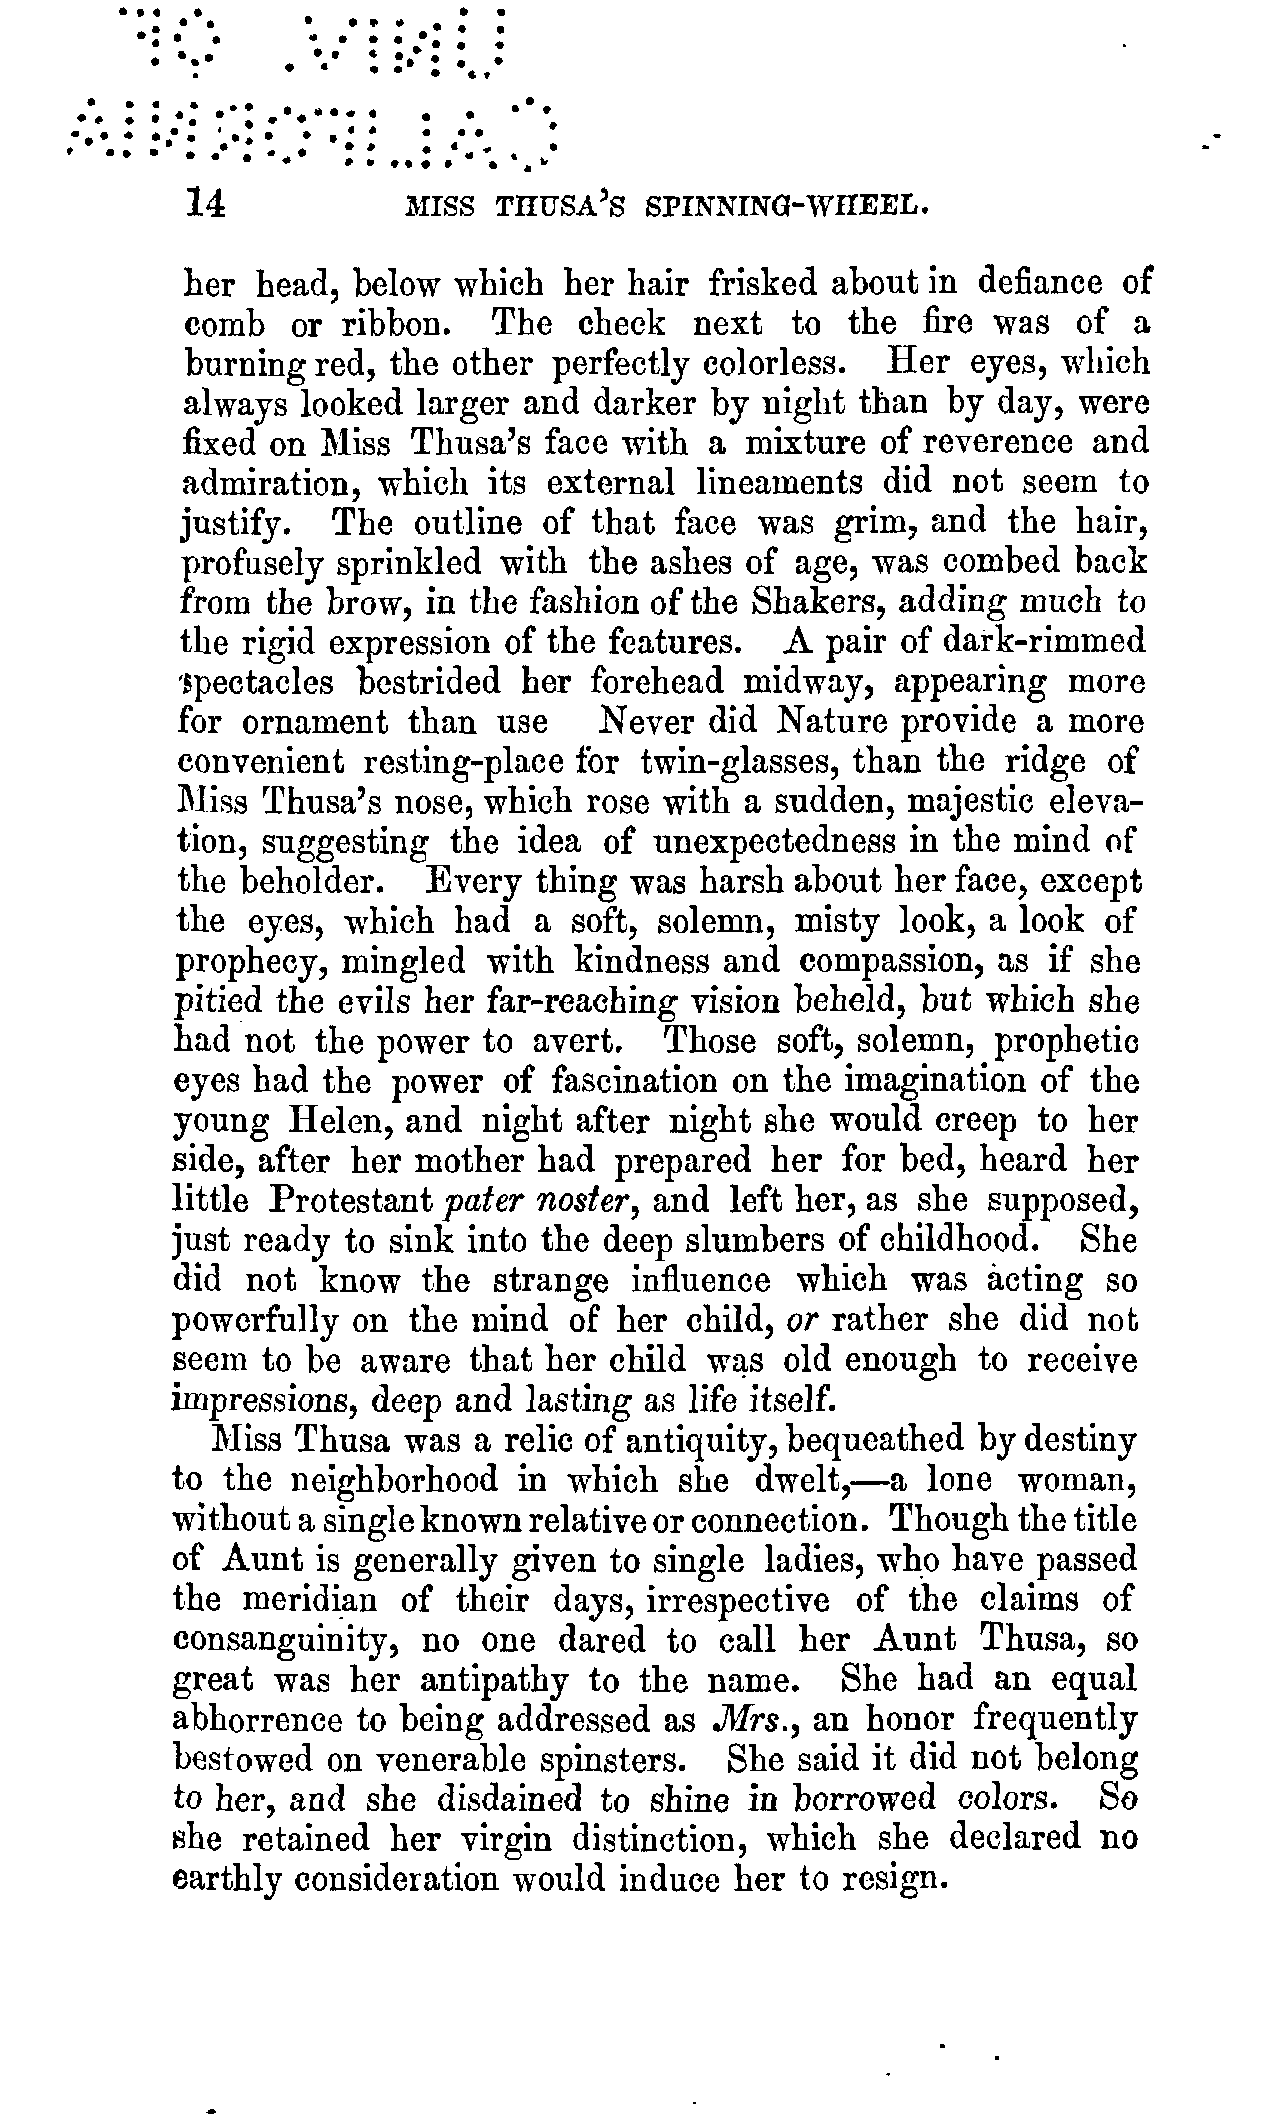 UNIV. OF
CALIFORNIA
14 MISS THUSA'S SPINNING-WHEEL.
her head, below which her hair frisked about in defiance of
comb or ribbon. The cheek next to the fire was of a
burning red, the other perfectly colorless. Her eyes, which
always looked larger and darker by night than by day, were
fixed on Miss Thusa's face with a mixture of reverence and
admiration, which its external lineaments did not seem to
justify. The outline of that face was grim, and the hair,
profusely sprinkled with the ashes of age, was combed back
from the brow, in the fashion of the Shakers, adding much to
the rigid expression of the features. A pair of dark-rimmed
spectacles bestrided her forehead midway, appearing more
for ornament than use Never did Nature provide a more
convenient resting-place for twin-glasses, than the ridge of
Miss Thusa's nose, which rose with a sudden, majestic eleva-
tion, suggesting the idea of unexpectedness in the mind of
the beholder. Every thing was harsh about her face, except
the eyes, which had a soft, solemn, misty look, a look of
prophecy, mingled with kindness and compassion, as if she
pitied the evils her far-reaching vision beheld, but which she
had not the power to avert. Those soft, solemn, prophetic
eyes had the power of fascination on the imagination of the
young Helen, and night after night she would creep to her
side, after her mother had prepared her for bed, heard her
little Protestant pater noster, and left her, as she supposed,
just ready to sink into the deep slumbers of childhood. She
did not know the strange influence which was acting so
powerfully on the mind of her child, or rather she did not
seem to be aware that her child was old enough to receive
impressions, deep and lasting as life itself.
Miss Thusa was a relic of antiquity, bequeathed by destiny
to the neighborhood in which she dwelt,—a lone woman,
without a single known relative or connection. Though the title
of Aunt is generally given to single ladies, who have passed
the meridian of their days, irrespective of the claims of
consanguinity, no one dared to call her Aunt Thusa, so
great was her antipathy to the name. She had an equal
abhorrence to being addressed as Mrs., an honor frequently
bestowed on venerable spinsters. She said it did not belong
to her, and she disdained to shine in borrowed colors. So
she retained her virgin distinction, which she declared no
earthly consideration would induce her to resign.